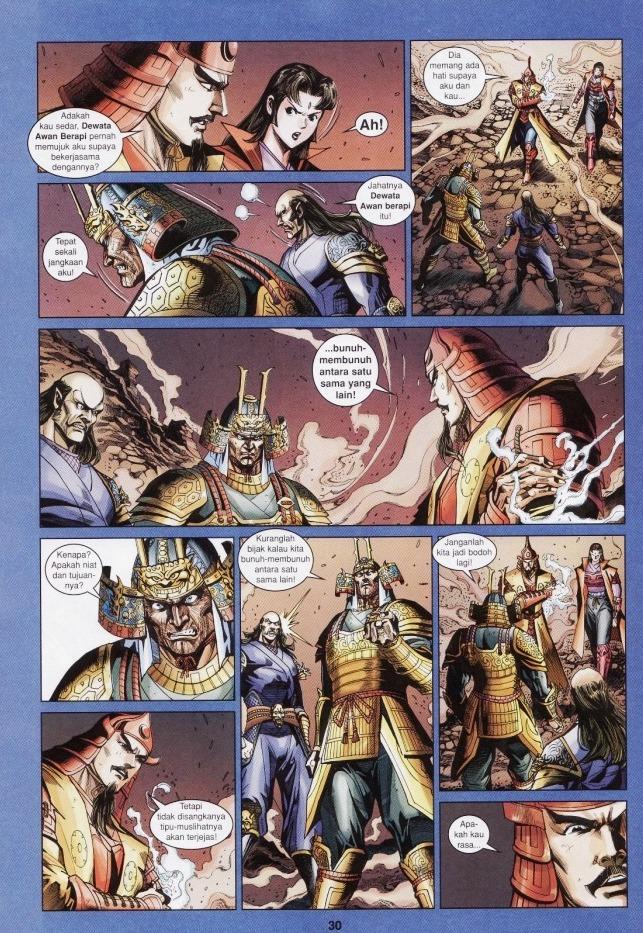 Adakah
kau sedar, Dewata
Awan Berapi pernah
memujuk aku supaya
bekerjasama
dengannya?
Ah!
Dia
memang ada
hati supaya
aku dan
kau...
Jahatnya
Dewata
Awan berapi
itu!
Tepat
sekali
jangkaan
aku!
...bunuh-
membunuh
antara satu
sama yang
lain!
Kenapa?
Apakah niat
dan tujuan-
nya?
Kuranglah
bijak kalau kita
bunuh-membunuh
antara satu
sama lain!
Janganlah
kita jadi bodoh
lagi!
Tetapi
tidak disangkanya
tipu-muslihatnya
akan terjejas!
Apa-
kah kau
rasa...
30